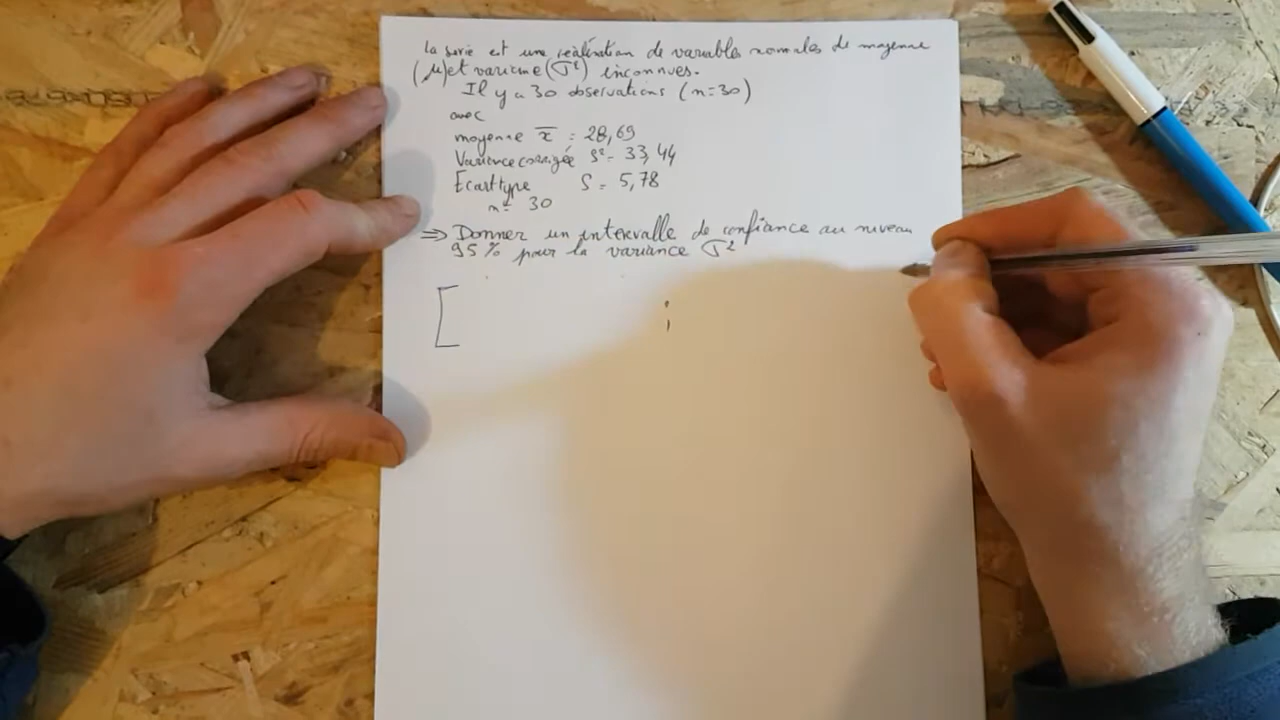 La serie est une réalisation de variables normales de moyenne
(μ) et variance (σ²) inconnues.
Il y a 30 observations (n=30)
avec
moyenne x̄ = 28,69
Variance corrigée S² = 33,44
Ecart type S = 5,78
n = 30
⇒ Donner un intervalle de confiance au niveau
95 % pour la variance σ²
[ ;